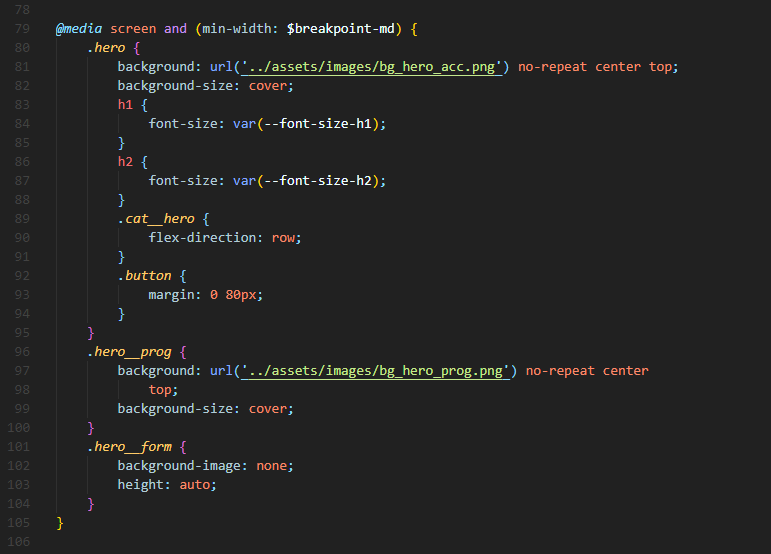 78
79 @media screen and (min-width: $breakpoint-md) {
80     .hero {
81         background: url('../assets/images/bg_hero_acc.png') no-repeat center top;
82         background-size: cover;
83         h1 {
84             font-size: var(--font-size-h1);
85         }
86         h2 {
87             font-size: var(--font-size-h2);
88         }
89         .cat__hero {
90             flex-direction: row;
91         }
92         .button {
93             margin: 0 80px;
94         }
95     }
96     .hero__prog {
97         background: url('../assets/images/bg_hero_prog.png') no-repeat center
98             top;
99         background-size: cover;
100     }
101     .hero__form {
102         background-image: none;
103         height: auto;
104     }
105 }
106